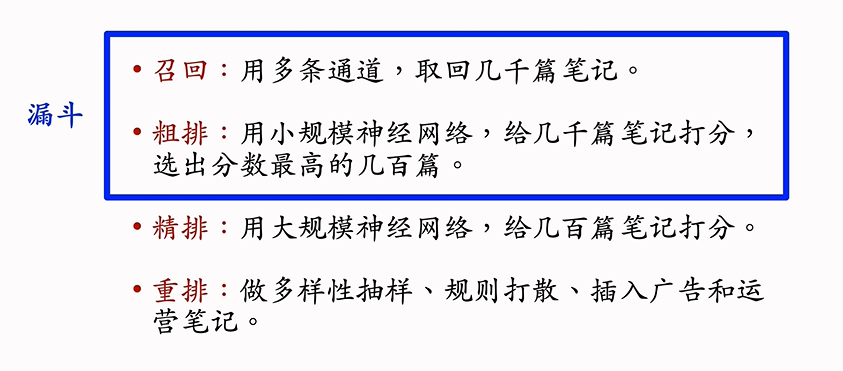 漏斗
• 召回：用多条通道，取回几千篇笔记。
• 粗排：用小规模神经网络，给几千篇笔记打分，
选出分数最高的几百篇。
• 精排：用大规模神经网络，给几百篇笔记打分。
• 重排：做多样性抽样、规则打散、插入广告和运
营笔记。